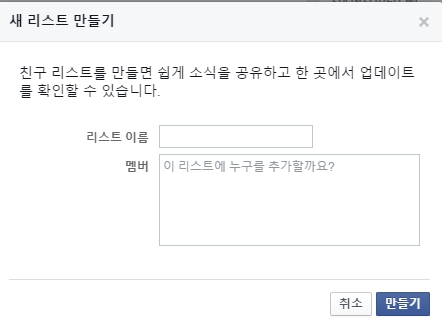 새 리스트 만들기
친구 리스트를 만들면 쉽게 소식을 공유하고 한 곳에서 업데이트
를 확인할 수 있습니다.
리스트 이름
멤버
이 리스트에 누구를 추가할까요?
취소
만들기